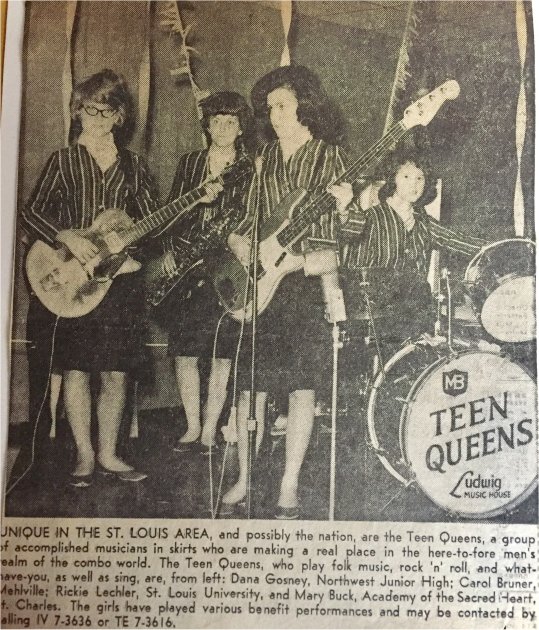 MB
TEEN
QUEENS
Ludwig
MUSIC HOUSE
UNIQUE IN THE ST. LOUIS AREA, and possibly the nation, are the Teen Queens, a group
of accomplished musicians in skirts who are making a real place in the here-to-fore men's
ealm of the combo world. The Teen Queens, who play folk music, rock 'n' roll, and what-
ave-you, as well as sing, are, from left: Dana Gosney, Northwest Junior High; Carol Bruner,
Mehlville; Rickie Lechler, St. Louis University, and Mary Buck, Academy of the Sacred Heart,
t. Charles. The girls have played various benefit performances and may be contacted by
alling IV 7-3636 or TE 7-3616.